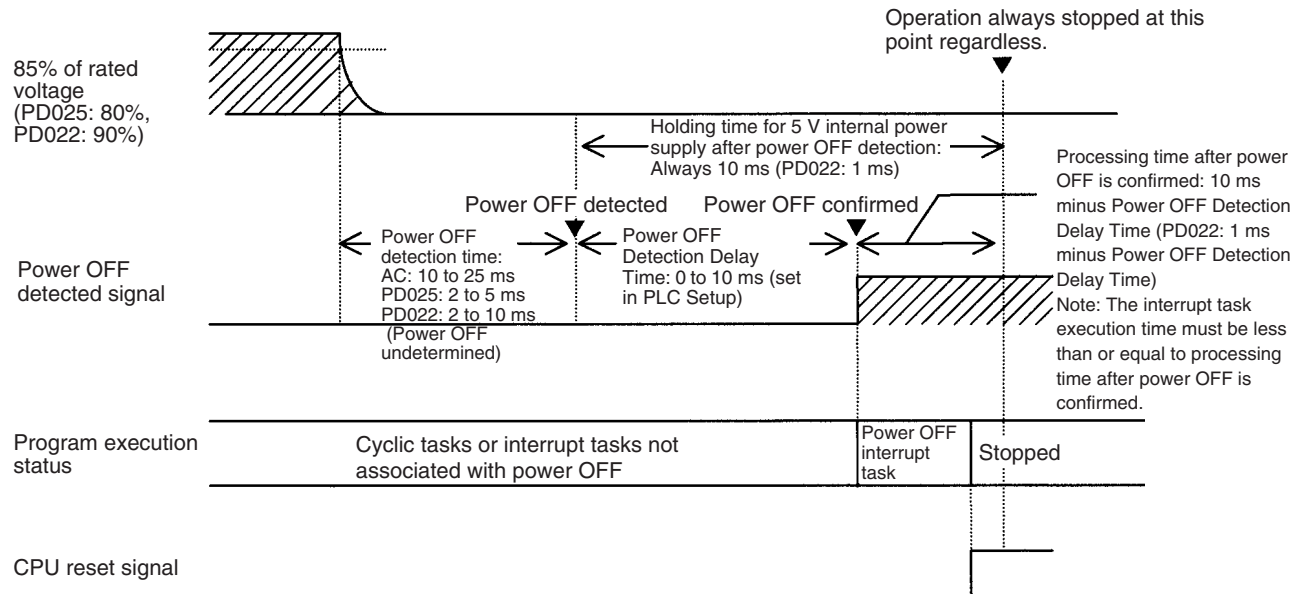 Operation always stopped at this
point regardless.
85% of rated
voltage
(PD025: 80%,
PD022: 90%)
Holding time for 5 V internal power
supply after power OFF detection:
Always 10 ms (PD022: 1 ms)
Processing time after power
OFF is confirmed: 10 ms
minus Power OFF Detection
Delay Time (PD022: 1 ms
minus Power OFF Detection
Delay Time)
Note: The interrupt task
execution time must be less
than or equal to processing
time after power OFF is
confirmed.
Power OFF detected
Power OFF confirmed
Power OFF
detection time:
AC: 10 to 25 ms
PD025: 2 to 5 ms
PD022: 2 to 10 ms
(Power OFF
undetermined)
Power OFF
Detection Delay
Time: 0 to 10 ms (set
in PLC Setup)
Power OFF
detected signal
Program execution
status
Cyclic tasks or interrupt tasks not
associated with power OFF
Power OFF
interrupt
task
Stopped
CPU reset signal